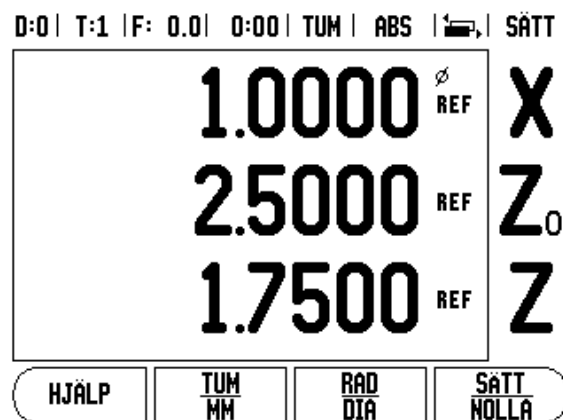 D:0 | T:1 | F: 0.0 | 0:00 | TUM | ABS | SÄTT
1.0000 Ø REF X
2.5000 REF Z0
1.7500 REF Z
HJÄLP TUM MM RAD DIA SÄTT NOLLA